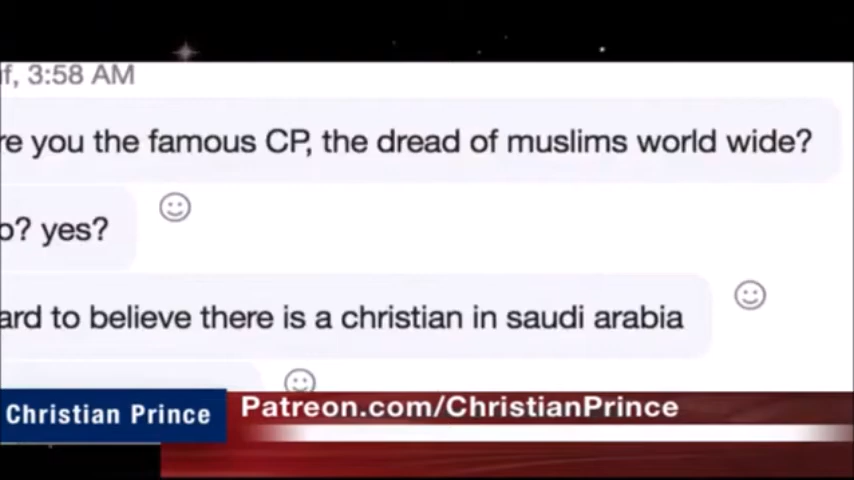 f, 3:58 AM
re you the famous CP, the dread of muslims world wide?
o? yes?
ard to believe there is a christian in saudi arabia
Christian Prince
Patreon.com/ChristianPrince